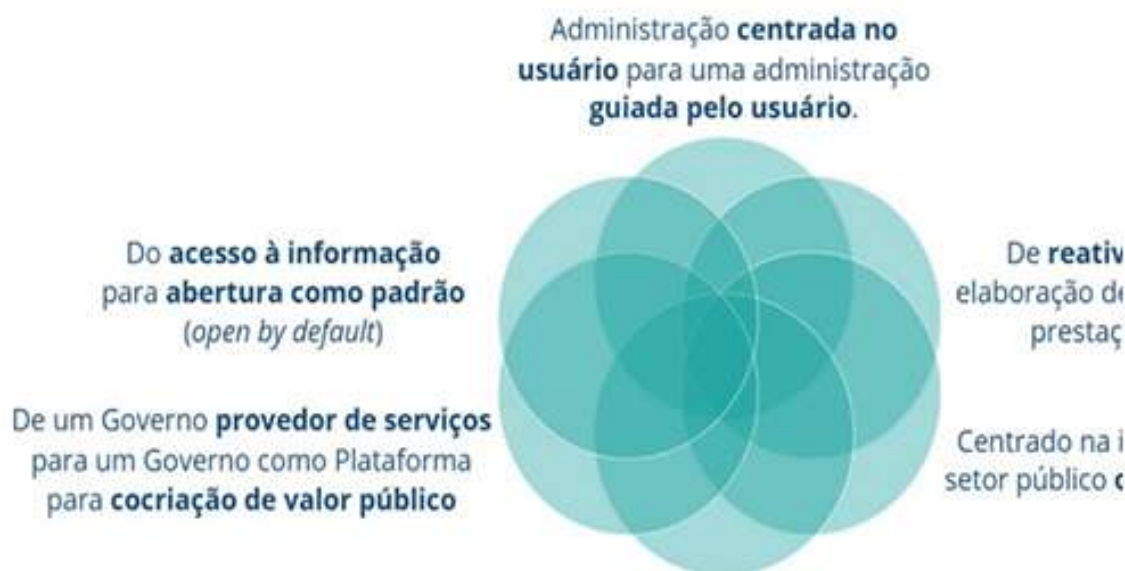 Administração centrada no
usuário para uma administração
guiada pelo usuário.
Do acesso à informação
para abertura como padrão
(open by default)
De um Governo provedor de serviços
para um Governo como Plataforma
para cocriação de valor público
De
elaboração
Centrado na
setor público